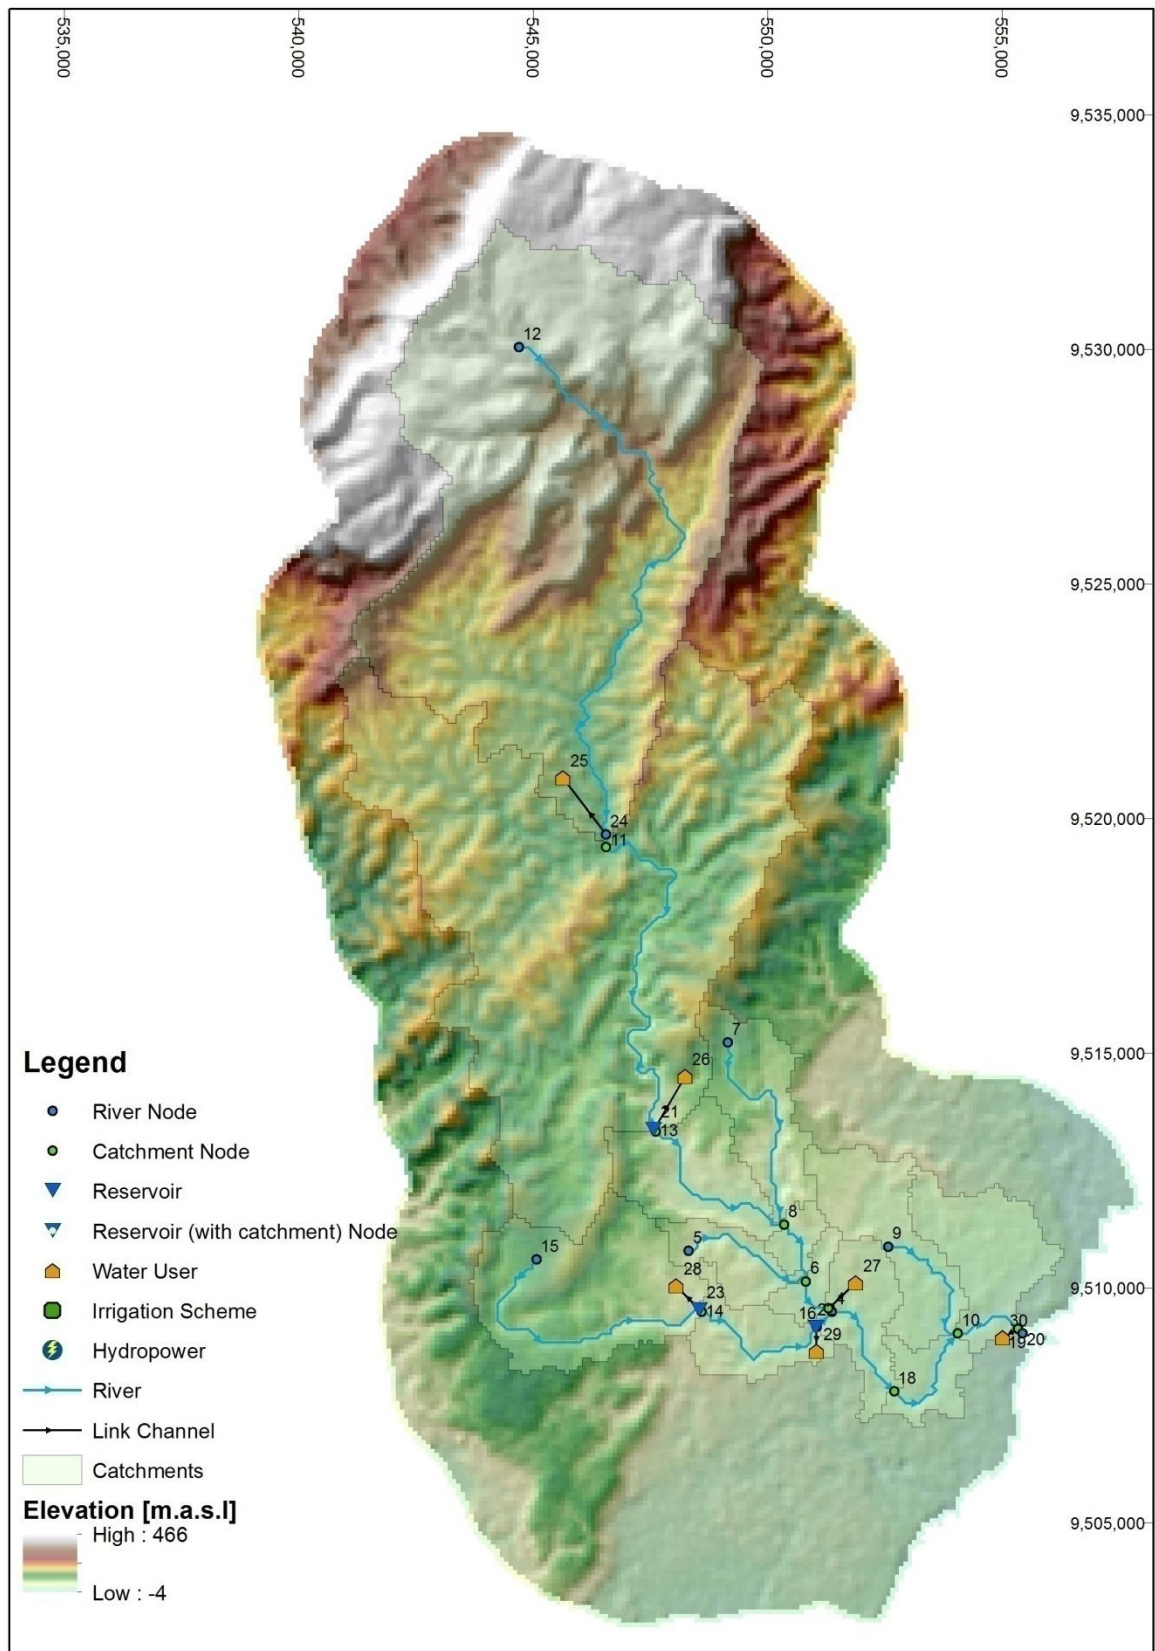 535,000
540,000
545,000
550,000
555,000
9,535,000
9,530,000
9,525,000
9,520,000
9,515,000
9,510,000
9,505,000
12
25
24
11
7
26
21
13
8
15
5
9
6
28
27
23
14
16
2
4
29
10
30
19
20
18
Legend
River Node
Catchment Node
Reservoir
Reservoir (with catchment) Node
Water User
Irrigation Scheme
Hydropower
River
Link Channel
Catchments
Elevation [m.a.s.l]
High : 466
Low : -4